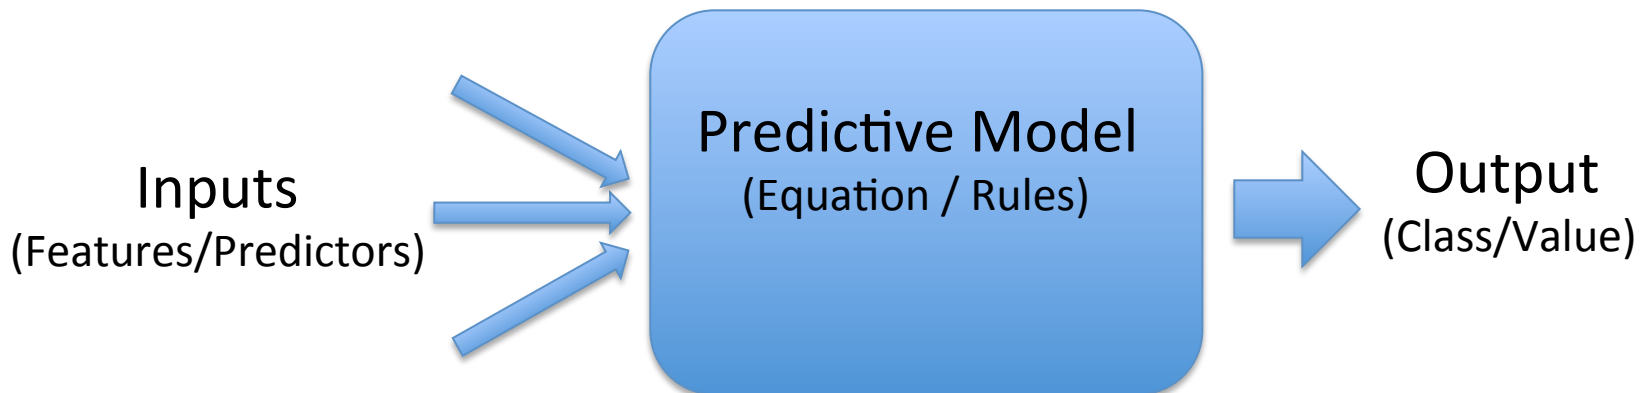 Inputs
(Features/Predictors)
Predictive Model
(Equation / Rules)
Output
(Class/Value)